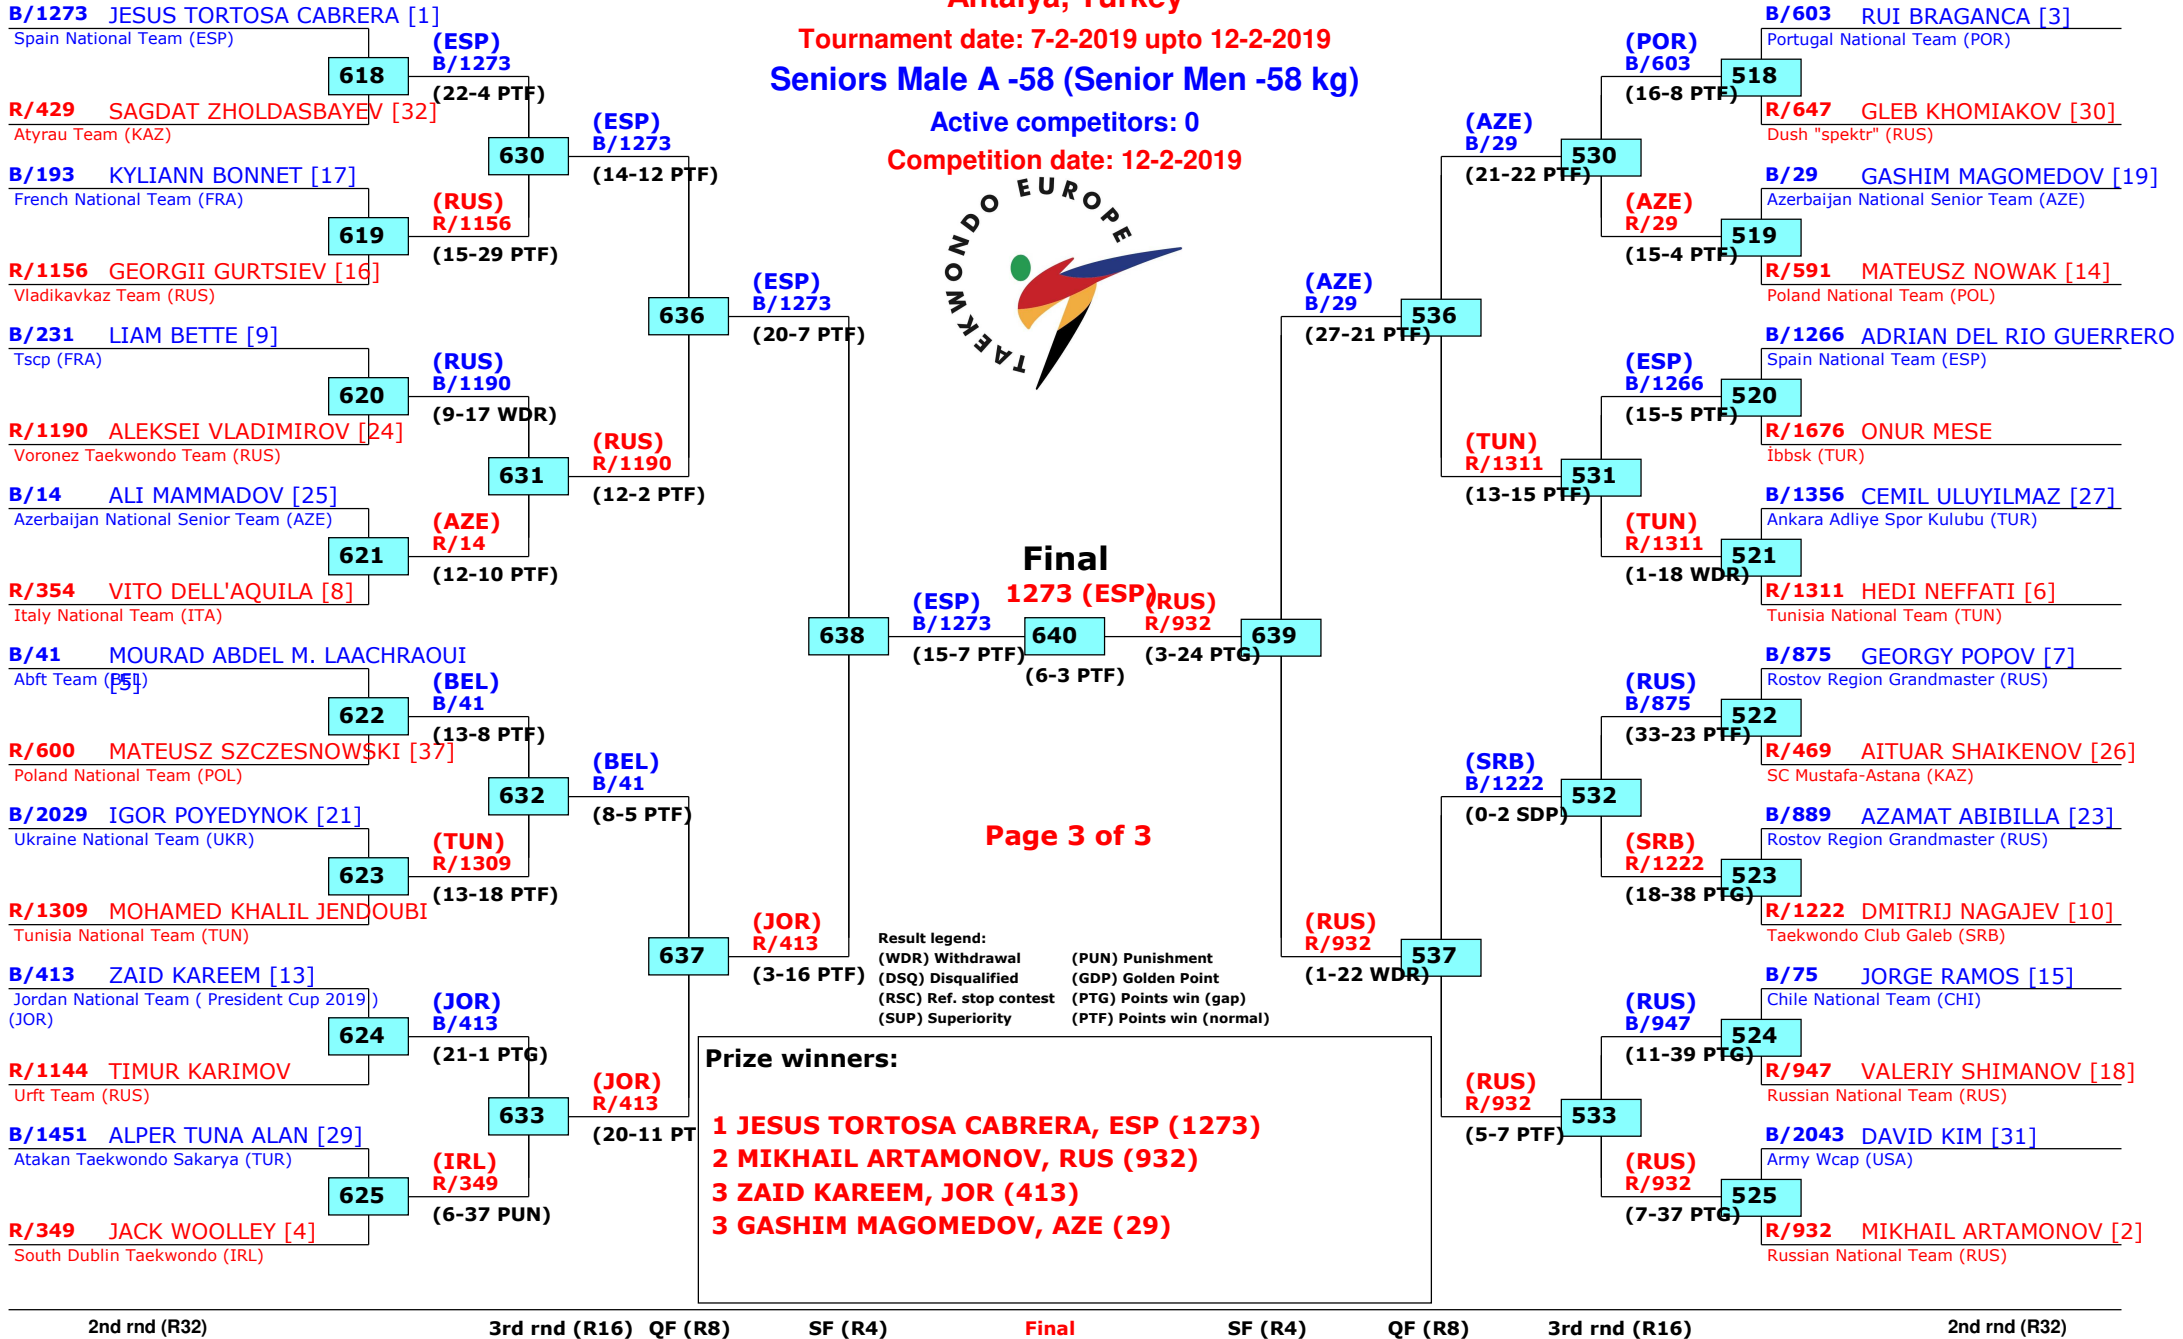 Antalya, Turkey
Tournament date: 7-2-2019 upto 12-2-2019
Seniors Male A -58 (Senior Men -58 kg)
Active competitors: 0
Competition date: 12-2-2019
TAEKWONDO EUROPE
B/1273 JESUS TORTOSA CABRERA [1]
Spain National Team (ESP)
618
R/429 SAGDAT ZHOLDASBAYEV [32]
Atyrau Team (KAZ)
B/193 KYLIANN BONNET [17]
French National Team (FRA)
619
R/1156 GEORGII GURTSIEV [16]
Vladikavkaz Team (RUS)
B/231 LIAM BETTE [9]
Tscp (FRA)
620
R/1190 ALEKSEI VLADIMIROV [24]
Voronez Taekwondo Team (RUS)
B/14 ALI MAMMADOV [25]
Azerbaijan National Senior Team (AZE)
621
R/354 VITO DELL'AQUILA [8]
Italy National Team (ITA)
B/41 MOURAD ABDEL M. LAACHRAOUI
[5]
Abft Team (BEL)
622
R/600 MATEUSZ SZCZESNOWSKI [37]
Poland National Team (POL)
B/2029 IGOR POYEDYNOK [21]
Ukraine National Team (UKR)
623
R/1309 MOHAMED KHALIL JENDOUBI
Tunisia National Team (TUN)
B/413 ZAID KAREEM [13]
Jordan National Team ( President Cup 2019 )
(JOR)
624
R/1144 TIMUR KARIMOV
Urft Team (RUS)
B/1451 ALPER TUNA ALAN [29]
Atakan Taekwondo Sakarya (TUR)
625
R/349 JACK WOOLLEY [4]
South Dublin Taekwondo (IRL)
(ESP)
B/1273
(22-4 PTF)
630
(RUS)
R/1156
(15-29 PTF)
(RUS)
B/1190
(9-17 WDR)
631
(AZE)
R/14
(12-10 PTF)
(BEL)
B/41
(13-8 PTF)
632
(TUN)
R/1309
(13-18 PTF)
(JOR)
B/413
(21-1 PTG)
633
(IRL)
R/349
(6-37 PUN)
(ESP)
B/1273
(14-12 PTF)
636
(RUS)
R/1190
(12-2 PTF)
(BEL)
B/41
(8-5 PTF)
637
(JOR)
R/413
(20-11 PT
(ESP)
B/1273
(20-7 PTF)
638
(JOR)
R/413
(3-16 PTF)
(ESP)
B/1273
(15-7 PTF)
Final
1273 (ESP)
640
(6-3 PTF)
(RUS)
R/932
(3-24 PTG)
639
(AZE)
B/29
(27-21 PTF)
536
(RUS)
R/932
(1-22 WDR)
537
(AZE)
B/29
(21-22 PTF)
530
(TUN)
R/1311
(13-15 PTF)
531
(SRB)
B/1222
(0-2 SDP)
532
(RUS)
R/932
(5-7 PTF)
533
(POR)
B/603
(16-8 PTF)
518
(AZE)
R/29
(15-4 PTF)
519
(ESP)
B/1266
(15-5 PTF)
520
(TUN)
R/1311
(1-18 WDR)
521
(RUS)
B/875
(33-23 PTF)
522
(SRB)
R/1222
(18-38 PTG)
523
(RUS)
B/947
(11-39 PTG)
524
(RUS)
R/932
(7-37 PTG)
525
B/603 RUI BRAGANCA [3]
Portugal National Team (POR)
R/647 GLEB KHOMIAKOV [30]
Dush "spektr" (RUS)
B/29 GASHIM MAGOMEDOV [19]
Azerbaijan National Senior Team (AZE)
R/591 MATEUSZ NOWAK [14]
Poland National Team (POL)
B/1266 ADRIAN DEL RIO GUERRERO
Spain National Team (ESP)
R/1676 ONUR MESE
İbbsk (TUR)
B/1356 CEMIL ULUYILMAZ [27]
Ankara Adliye Spor Kulubu (TUR)
R/1311 HEDI NEFFATI [6]
Tunisia National Team (TUN)
B/875 GEORGY POPOV [7]
Rostov Region Grandmaster (RUS)
R/469 AITUAR SHAIKENOV [26]
SC Mustafa-Astana (KAZ)
B/889 AZAMAT ABIBILLA [23]
Rostov Region Grandmaster (RUS)
R/1222 DMITRIJ NAGAJEV [10]
Taekwondo Club Galeb (SRB)
B/75 JORGE RAMOS [15]
Chile National Team (CHI)
R/947 VALERIY SHIMANOV [18]
Russian National Team (RUS)
B/2043 DAVID KIM [31]
Army Wcap (USA)
R/932 MIKHAIL ARTAMONOV [2]
Russian National Team (RUS)
Page 3 of 3
Result legend:
(WDR) Withdrawal (PUN) Punishment
(DSQ) Disqualified (GDP) Golden Point
(RSC) Ref. stop contest (PTG) Points win (gap)
(SUP) Superiority (PTF) Points win (normal)
Prize winners:
1 JESUS TORTOSA CABRERA, ESP (1273)
2 MIKHAIL ARTAMONOV, RUS (932)
3 ZAID KAREEM, JOR (413)
3 GASHIM MAGOMEDOV, AZE (29)
2nd rnd (R32) 3rd rnd (R16) QF (R8) SF (R4) Final SF (R4) QF (R8) 3rd rnd (R16) 2nd rnd (R32)